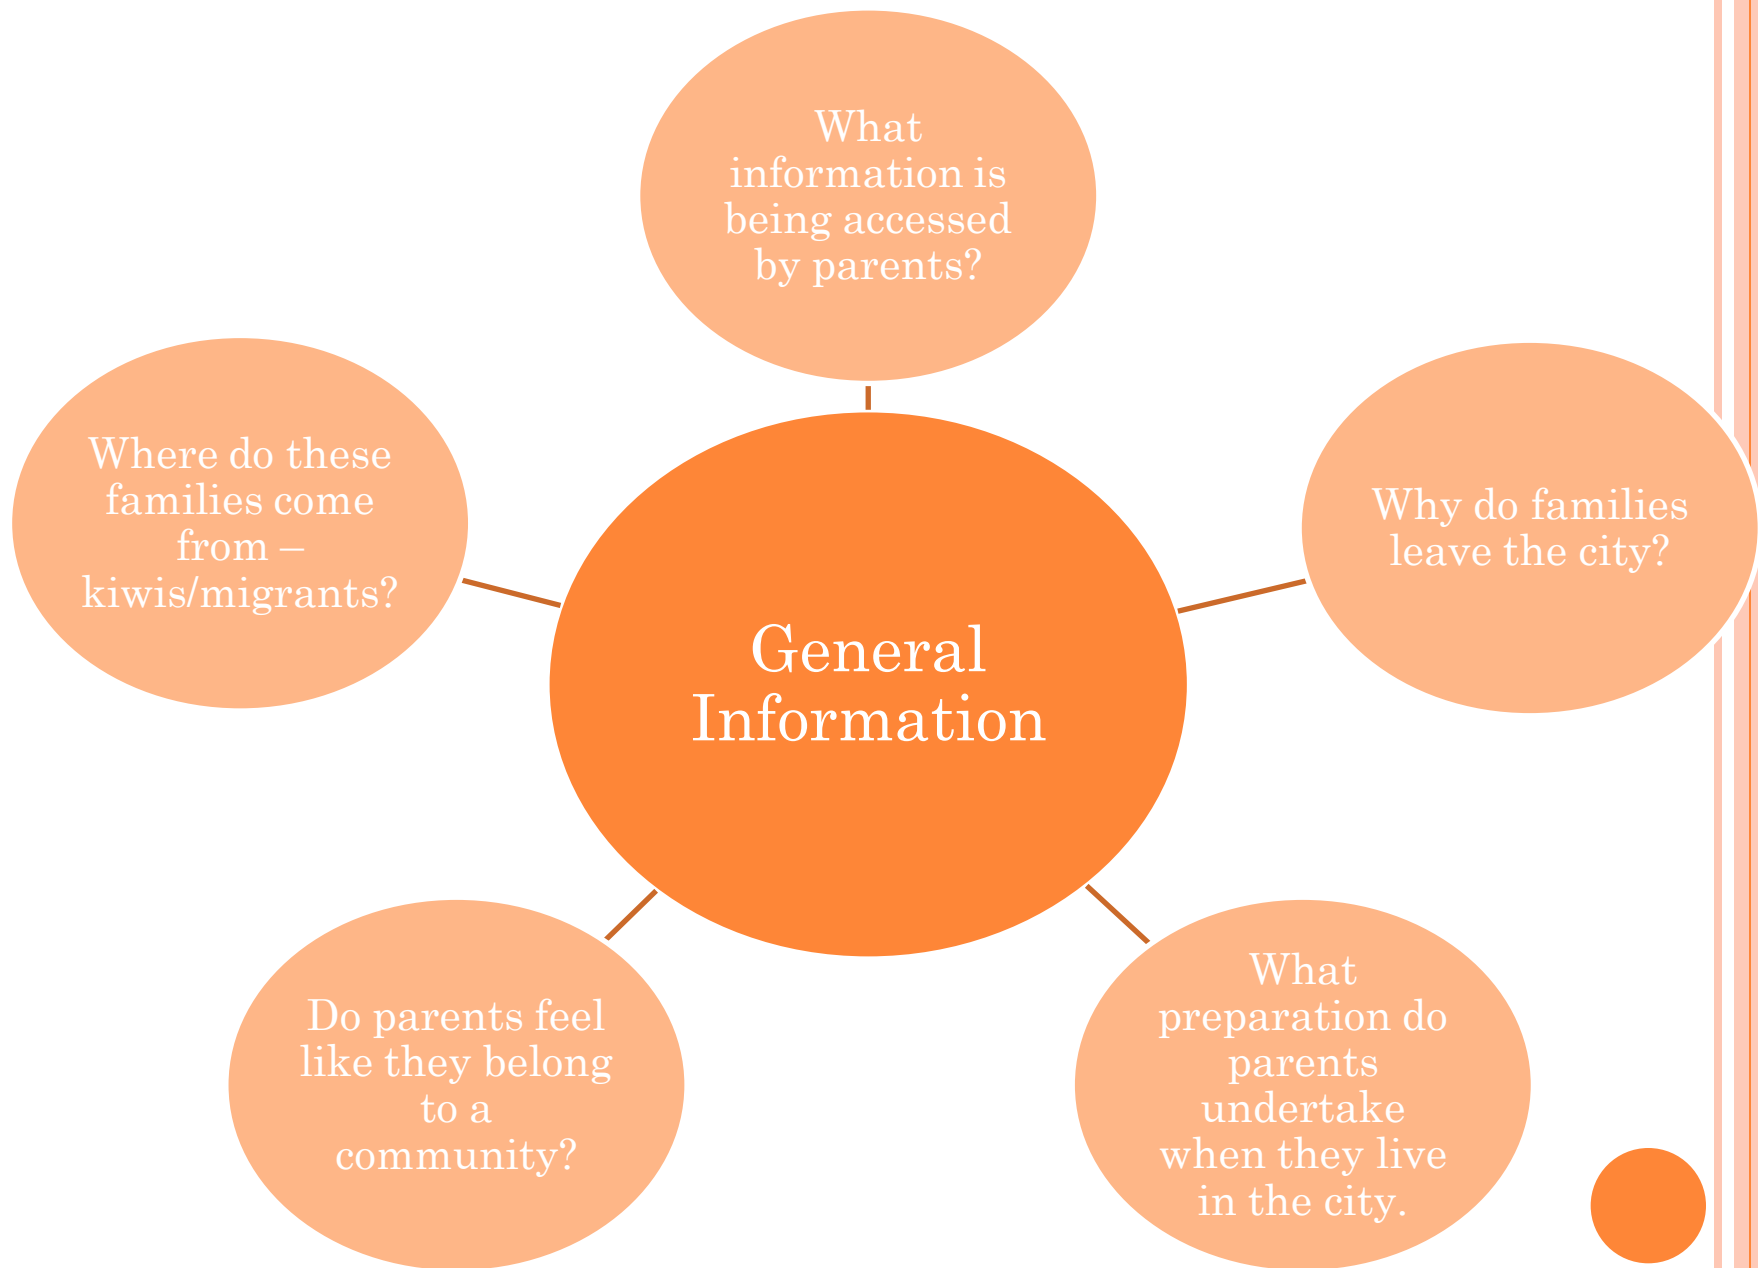 What
information is
being accessed
by parents?
Where do these
families come
from –
kiwis/migrants?
Why do families
leave the city?
General
Information
Do parents feel
like they belong
to a
community?
What
preparation do
parents
undertake
when they live
in the city.